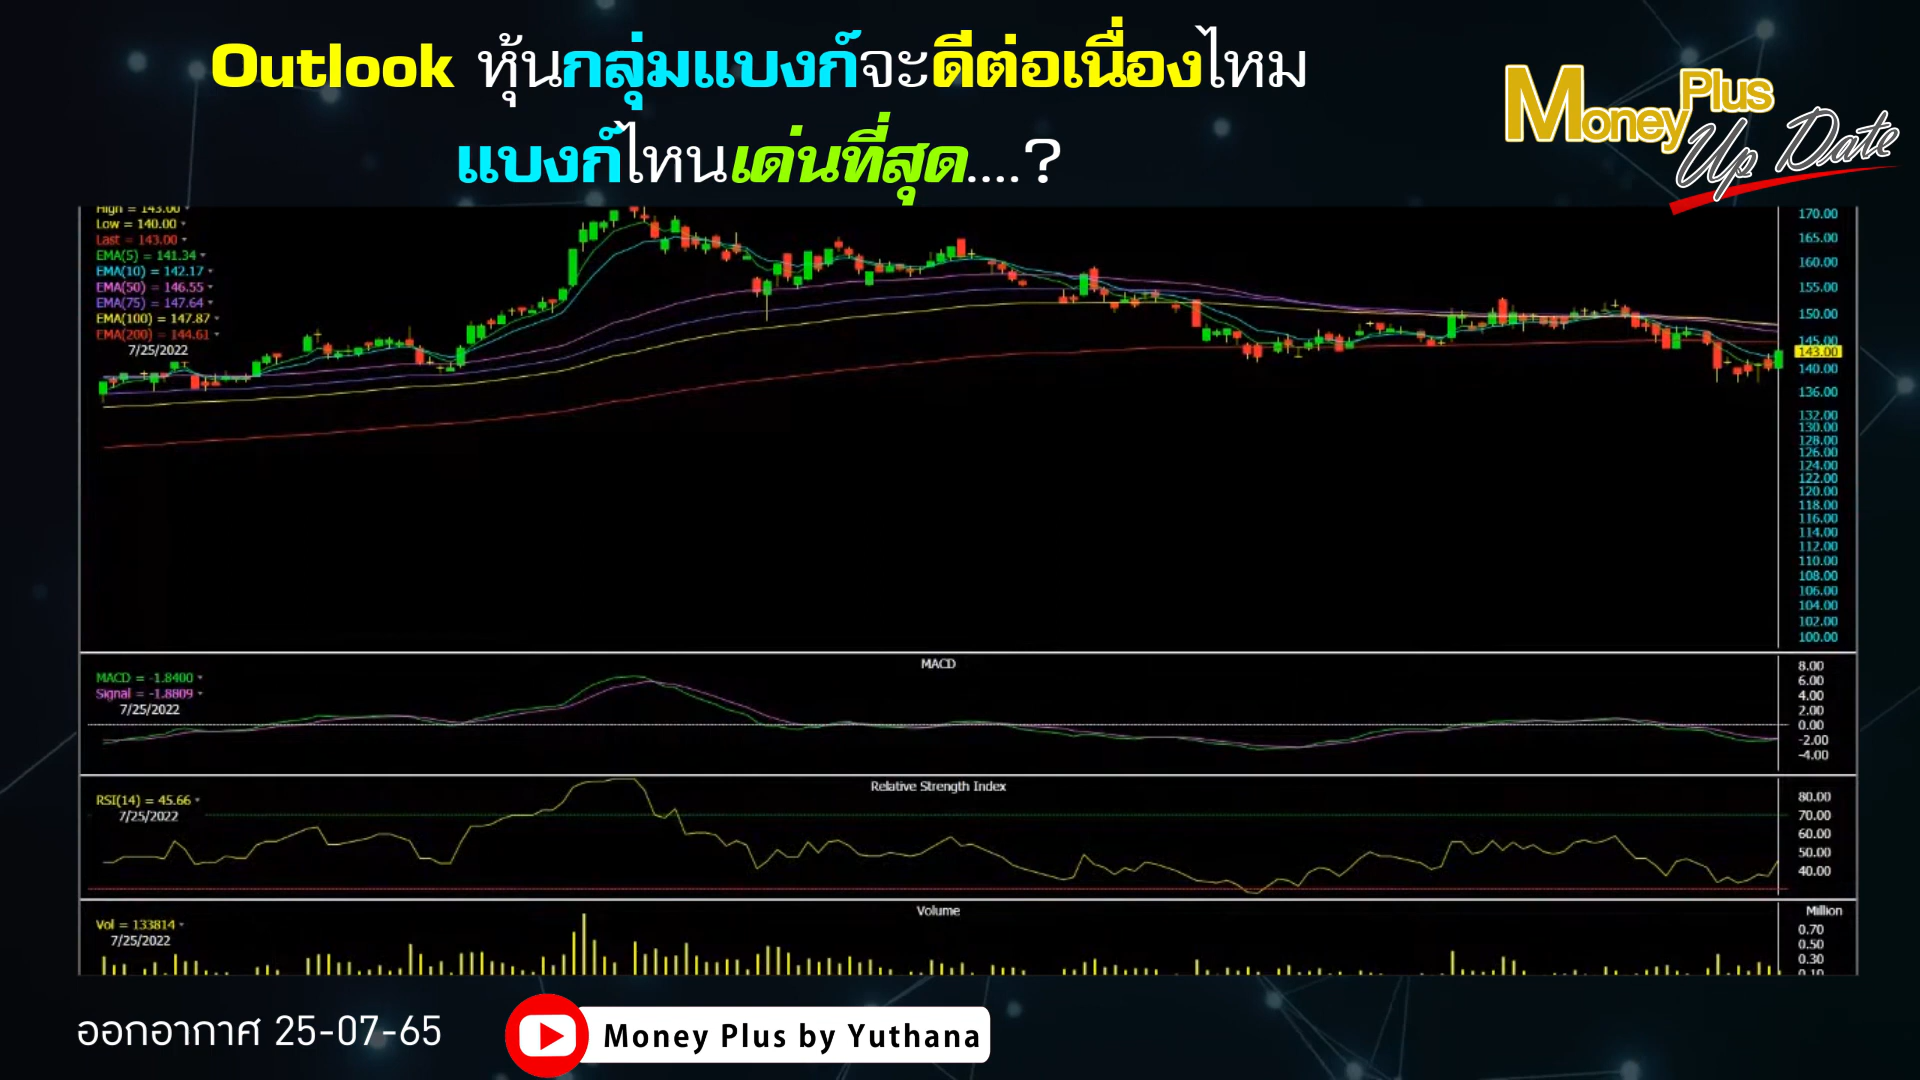 Outlook หุ้นกลุ่มแบงก์จะดีต่อเนื่องไหม
แบงก์ไหนเด่นที่สุด....?
Money Plus Up Date
High = 143.00
Low = 140.00
Last = 143.00
EMA(5) = 141.34
EMA(10) = 142.17
EMA(50) = 146.55
EMA(75) = 147.64
EMA(100) = 147.87
EMA(200) = 144.61
7/25/2022
170.00
165.00
160.00
155.00
150.00
145.00
143.00
140.00
136.00
132.00
130.00
128.00
126.00
124.00
122.00
120.00
118.00
116.00
114.00
112.00
110.00
108.00
106.00
104.00
102.00
100.00
MACD
MACD = -1.8400
Signal = -1.8809
7/25/2022
8.00
6.00
4.00
2.00
0.00
-2.00
-4.00
Relative Strength Index
RSI(14) = 45.66
7/25/2022
80.00
70.00
60.00
50.00
40.00
Volume
Vol = 133814
7/25/2022
Million
0.70
0.50
0.30
0.10
ออกอากาศ 25-07-65
Money Plus by Yuthana